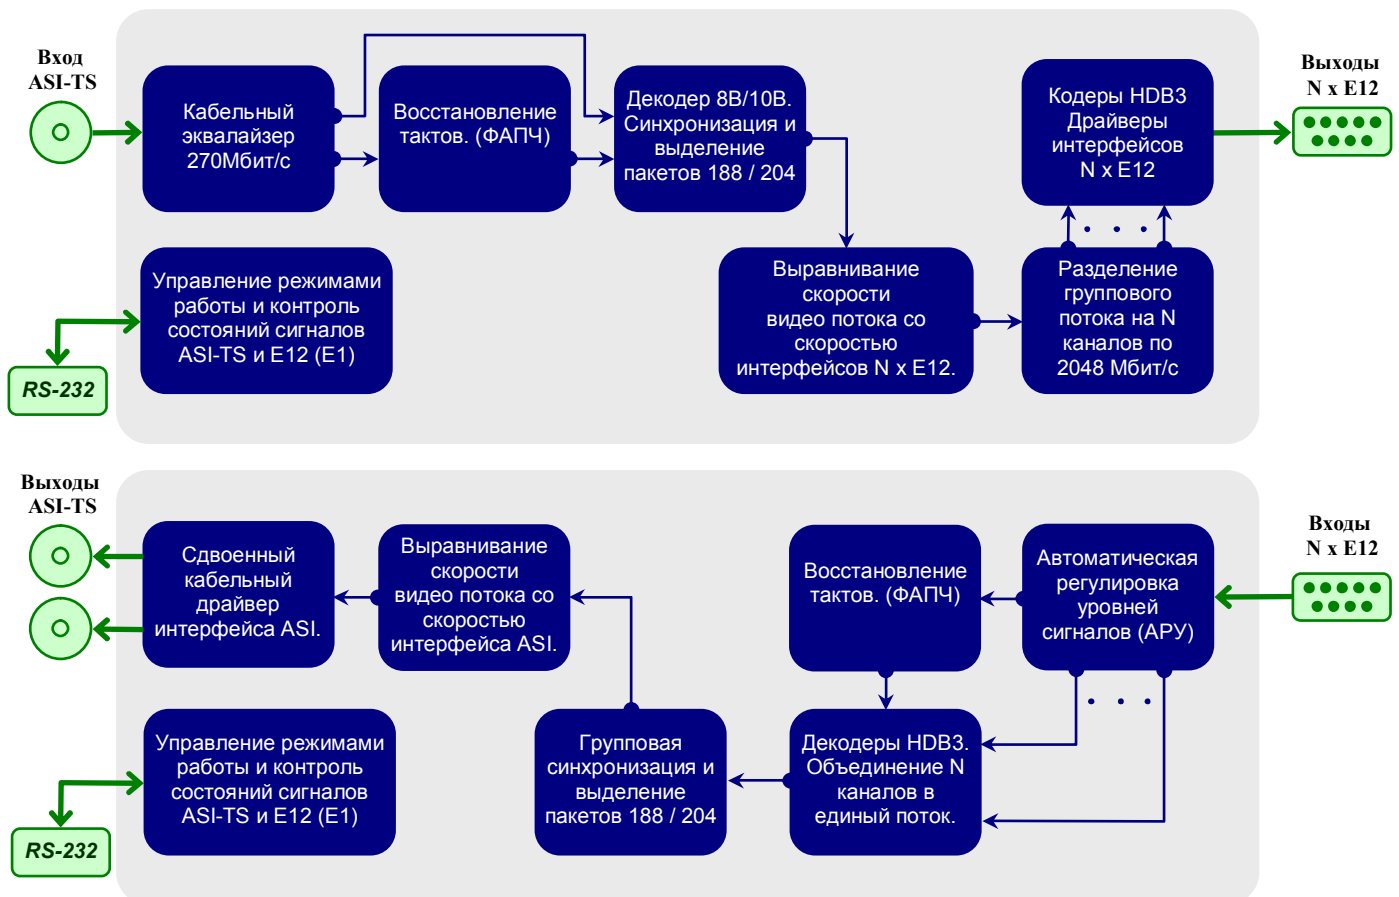 Вход
ASI-TS
Кабельный
эквалайзер
270Мбит/с
Восстановление
тактов. (ФАПЧ)
Декодер 8В/10В.
Синхронизация и
выделение
пакетов 188 / 204
Кодеры HDB3
Драйверы
интерфейсов
N x E12
Выходы
N x E12
Управление режимами
работы и контроль
состояний сигналов
ASI-TS и E12 (E1)
RS-232
Выравнивание
скорости
видео потока со
скоростью
интерфейсов N x E12.
Разделение
группового
потока на N
каналов по
2048 Мбит/с
Выходы
ASI-TS
Сдвоенный
кабельный
драйвер
интерфейса ASI.
Выравнивание
скорости
видео потока со
скоростью
интерфейса ASI.
Восстановление
тактов. (ФАПЧ)
Автоматическая
регулировка
уровней
сигналов (АРУ)
Входы
N x E12
Управление режимами
работы и контроль
состояний сигналов
ASI-TS и E12 (E1)
RS-232
Групповая
синхронизация и
выделение
пакетов 188 / 204
Декодеры HDB3.
Объединение N
каналов в
единый поток.